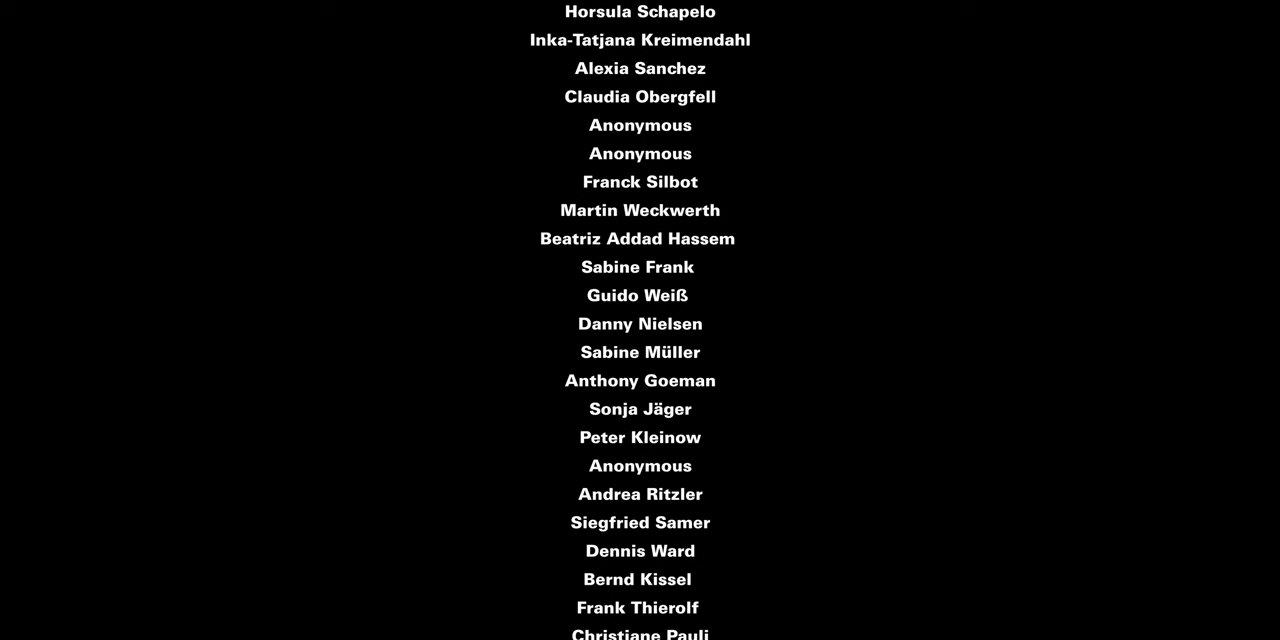 Horsula Schapelo
Inka-Tatjana Kreimendahl
Alexia Sanchez
Claudia Obergfell
Anonymous
Anonymous
Franck Silbot
Martin Weckwerth
Beatriz Addad Hassem
Sabine Frank
Guido Weiß
Danny Nielsen
Sabine Müller
Anthony Goeman
Sonja Jäger
Peter Kleinow
Anonymous
Andrea Ritzler
Siegfried Samer
Dennis Ward
Bernd Kissel
Frank Thierolf
Christiane Pauli